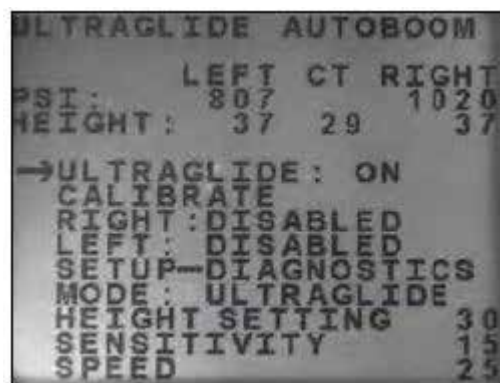 ULTRAGLIDE AUTOBOOM
LEFT CT RIGHT
PSI: 807 1020
HEIGHT: 37 29 37
→ULTRAGLIDE: ON
CALIBRATE
RIGHT:DISABLED
LEFT: DISABLED
SETUP-DIAGNOSTICS
MODE: ULTRAGLIDE
HEIGHT SETTING 30
SENSITIVITY 15
SPEED 25